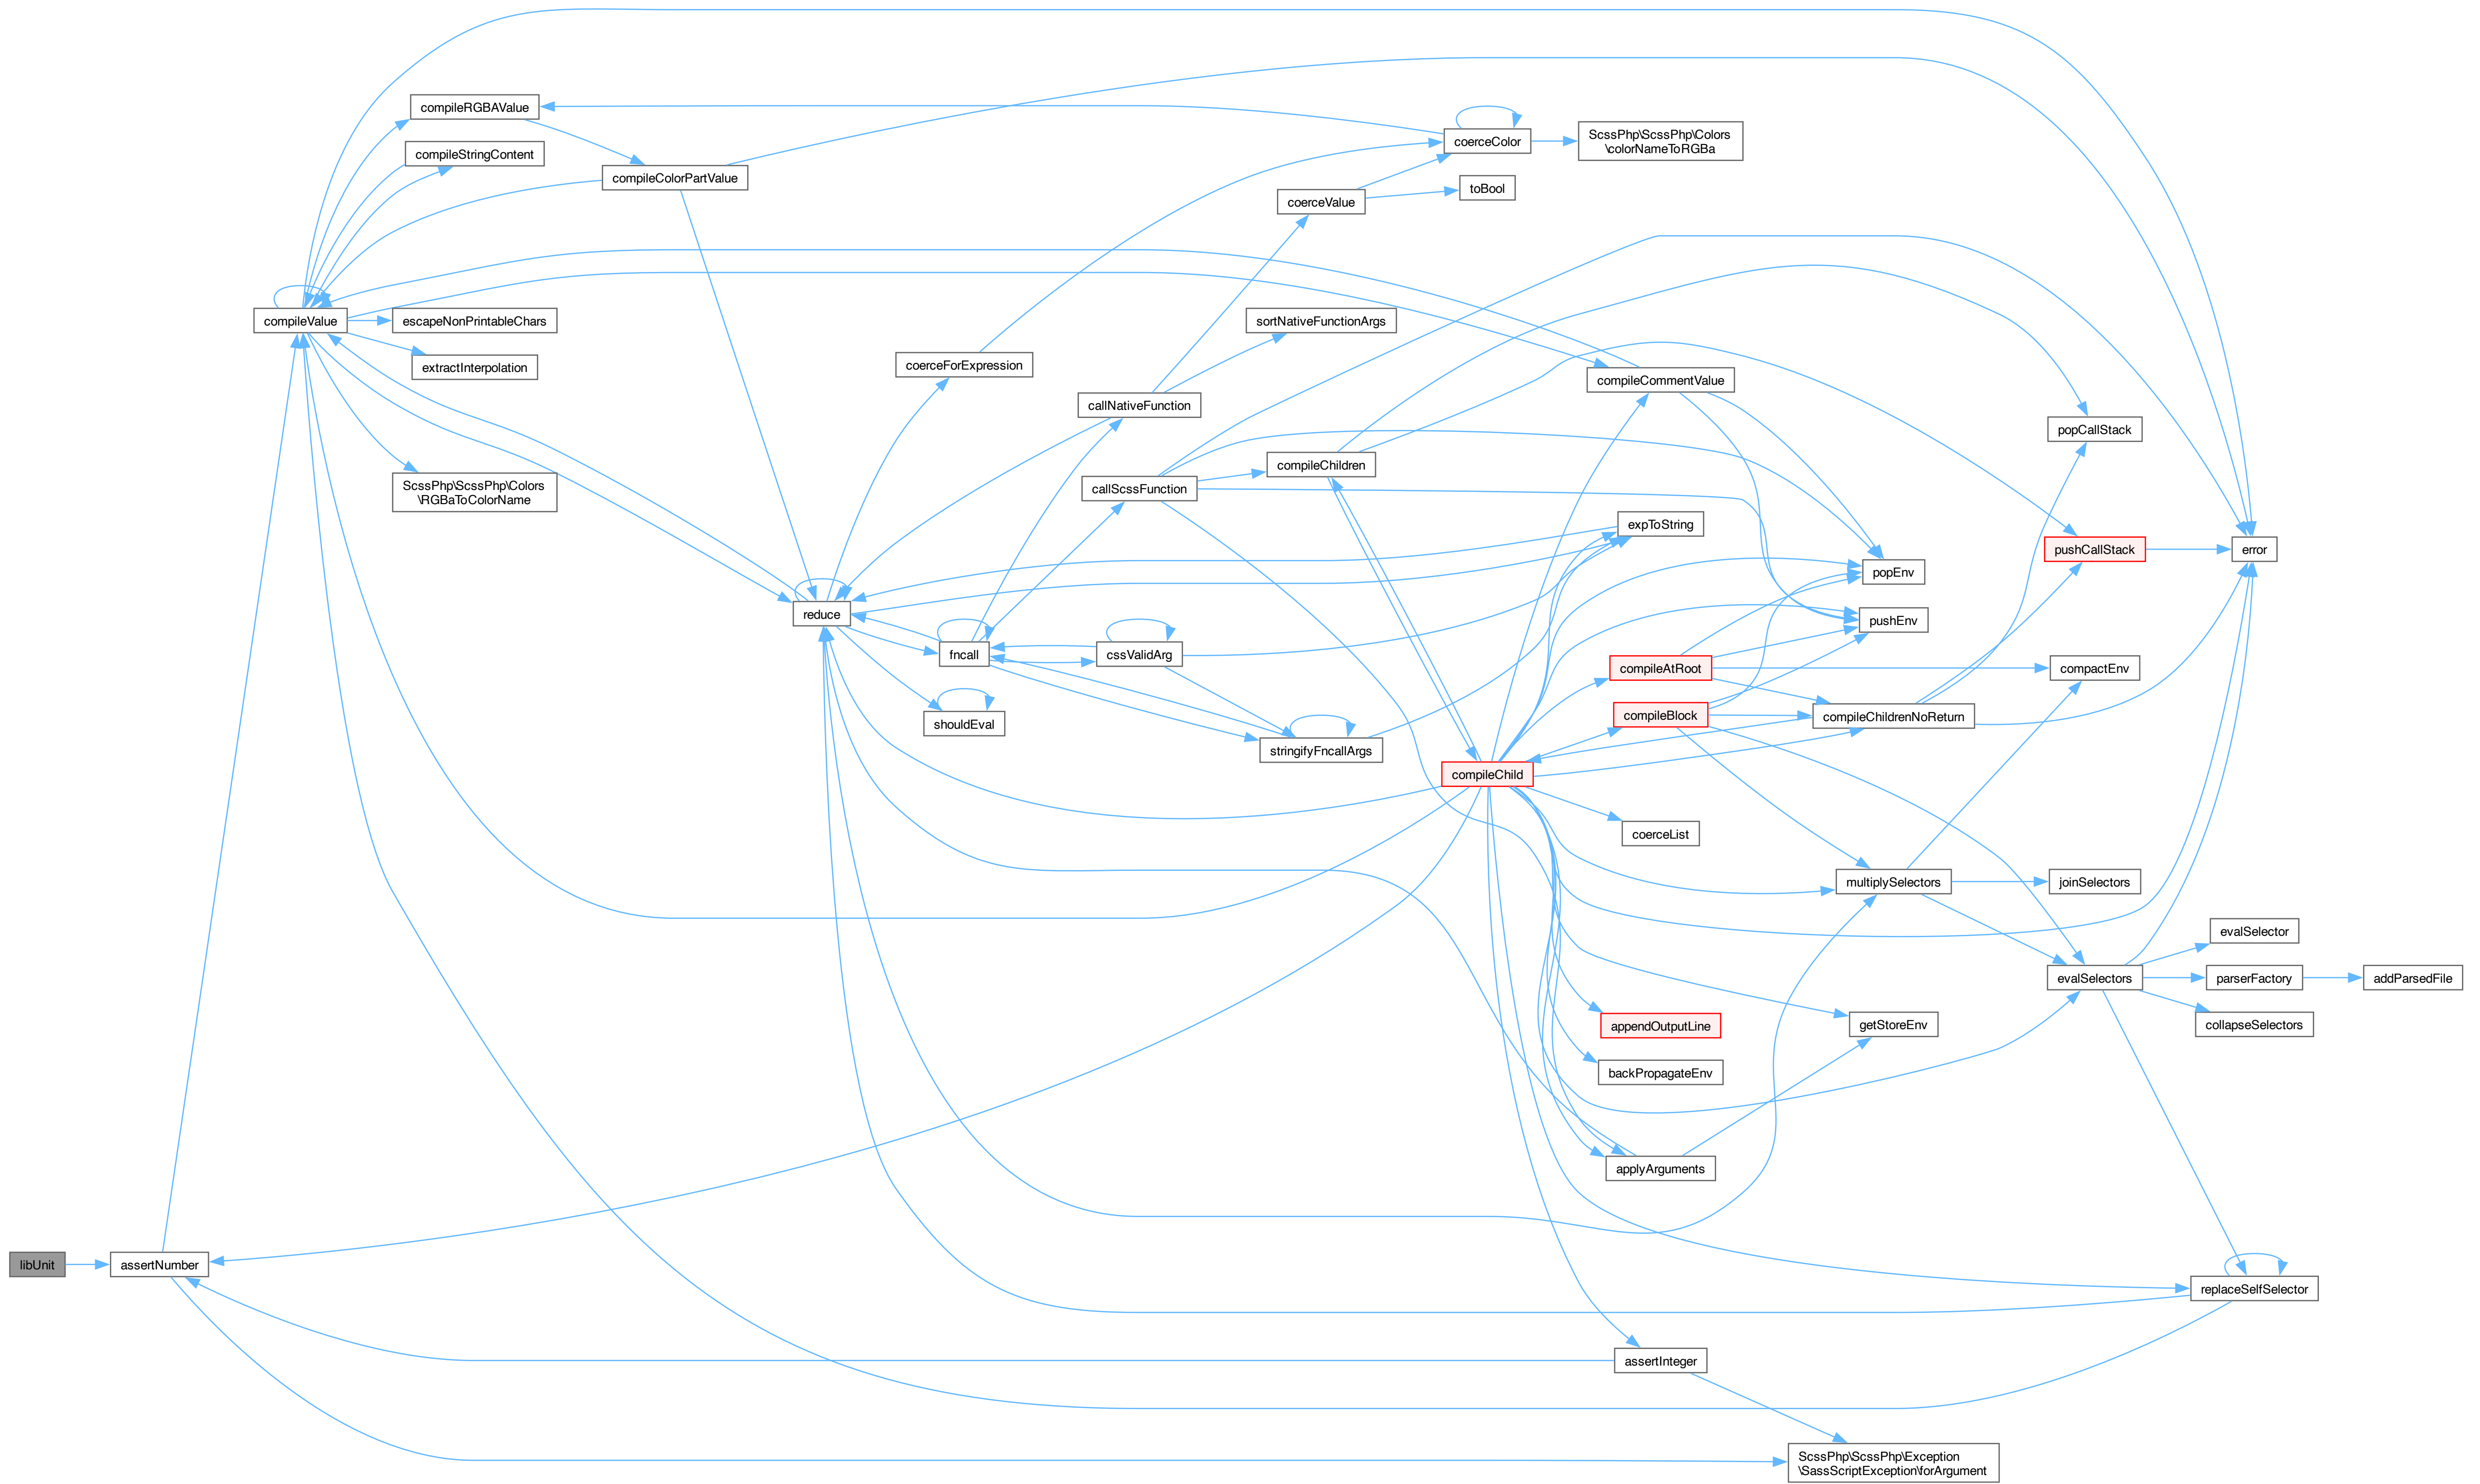 libUnit
assertNumber
compileValue
compileRGBAValue
compileStringContent
escapeNonPrintableChars
extractInterpolation
ScssPhp\ScssPhp\Colors
\RGBaToColorName
compileColorPartValue
reduce
coerceForExpression
fncall
shouldEval
callNativeFunction
callScssFunction
cssValidArg
coerceValue
sortNativeFunctionArgs
compileChildren
stringifyFncallArgs
coerceColor
toBool
compileChild
ScssPhp\ScssPhp\Colors
\colorNameToRGBa
compileCommentValue
expToString
compileAtRoot
compileBlock
coerceList
appendOutputLine
backPropagateEnv
applyArguments
assertInteger
popEnv
pushEnv
compileChildrenNoReturn
multiplySelectors
getStoreEnv
ScssPhp\ScssPhp\Exception
\SassScriptException\forArgument
popCallStack
pushCallStack
compactEnv
joinSelectors
evalSelectors
error
evalSelector
parserFactory
collapseSelectors
replaceSelfSelector
addParsedFile